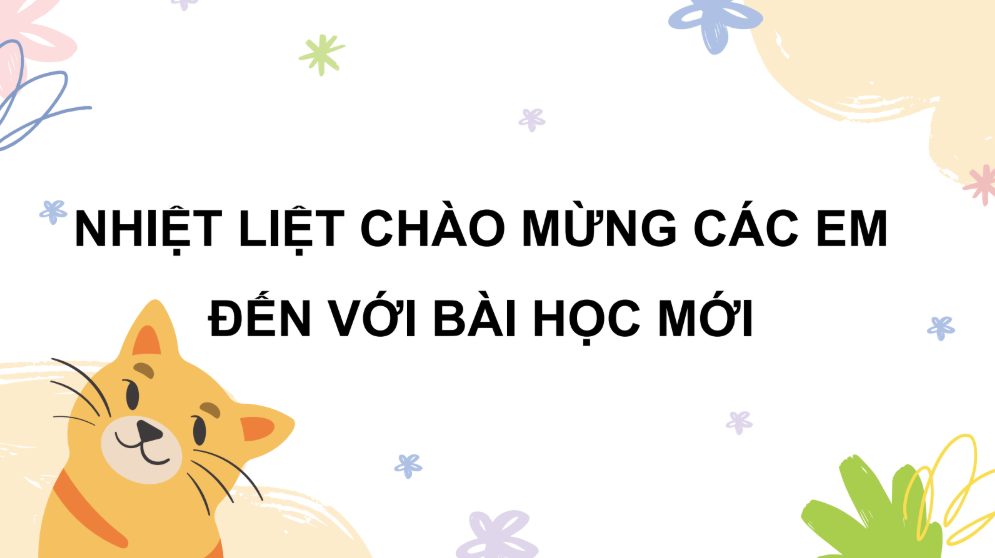 NHIỆT LIỆT CHÀO MỪNG CÁC EM
ĐẾN VỚI BÀI HỌC MỚI